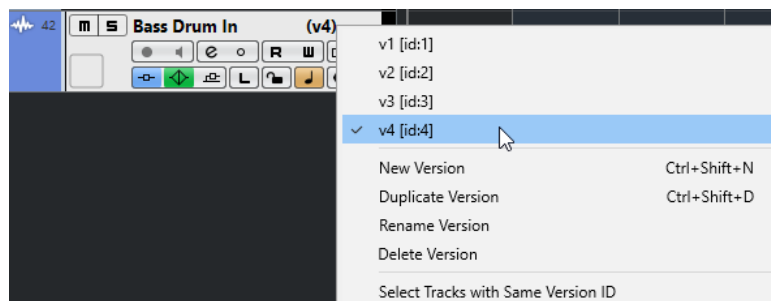 42 m S Bass Drum In (v4)
e R W
L
v1 [id:1]
v2 [id:2]
v3 [id:3]
v4 [id:4]
New Version Ctrl+Shift+N
Duplicate Version Ctrl+Shift+D
Rename Version
Delete Version
Select Tracks with Same Version ID